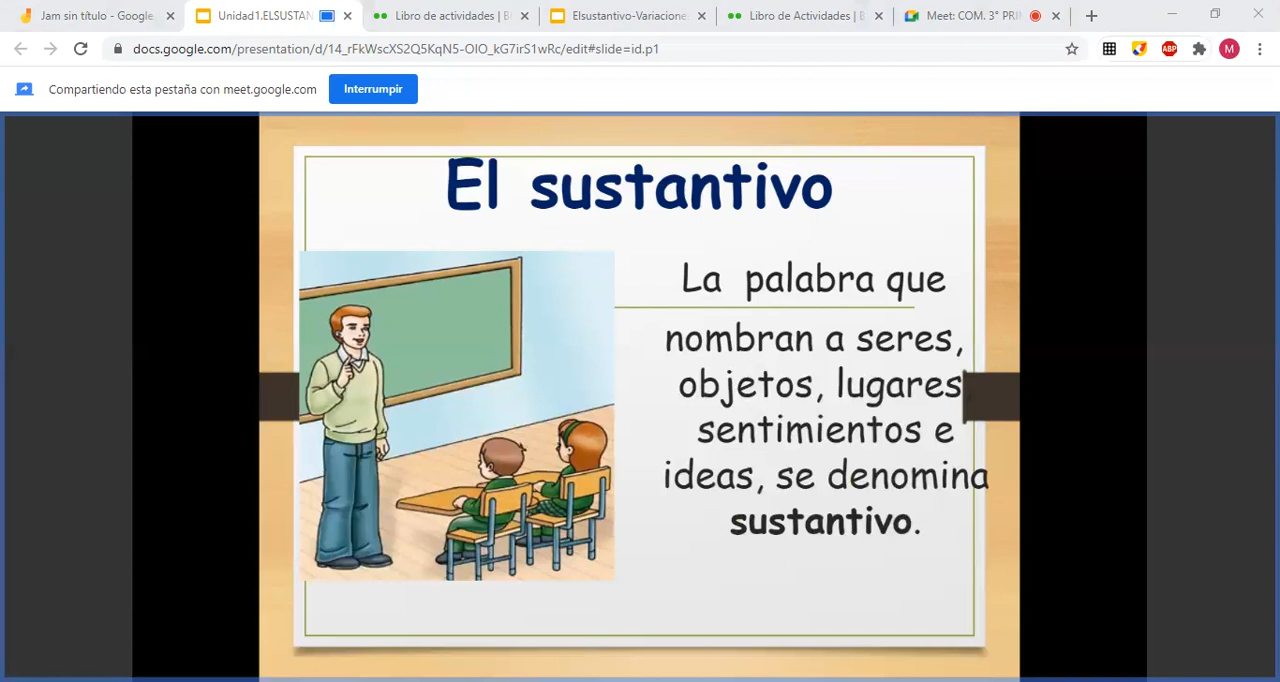 Jam sin título - Google
Unidad1.ELSUSTAN
Libro de actividades | B
Elsustantivo-Variacione
Libro de Actividades | B
Meet: COM. 3° PRI
docs.google.com/presentation/d/14_rFkWscXS2Q5KqN5-OIO_kG7irS1wRc/edit#slide=id.p1
ABP
M
Compartiendo esta pestaña con meet.google.com
Interrumpir
El sustantivo
La palabra que
nombran a seres,
objetos, lugares,
sentimientos e
ideas, se denomina
sustantivo.